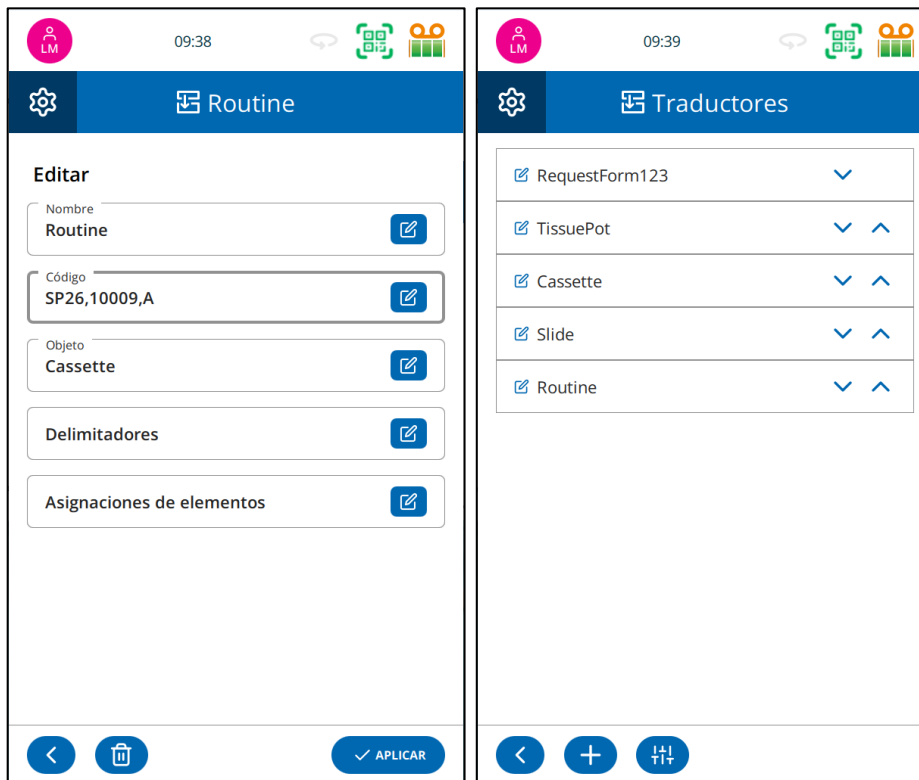 LM
09:38
Routine
Editar
Nombre
Routine
Código
SP26,10009,A
Objeto
Cassette
Delimitadores
Asignaciones de elementos
APLICAR
LM
09:39
Traductores
RequestForm123
TissuePot
Cassette
Slide
Routine